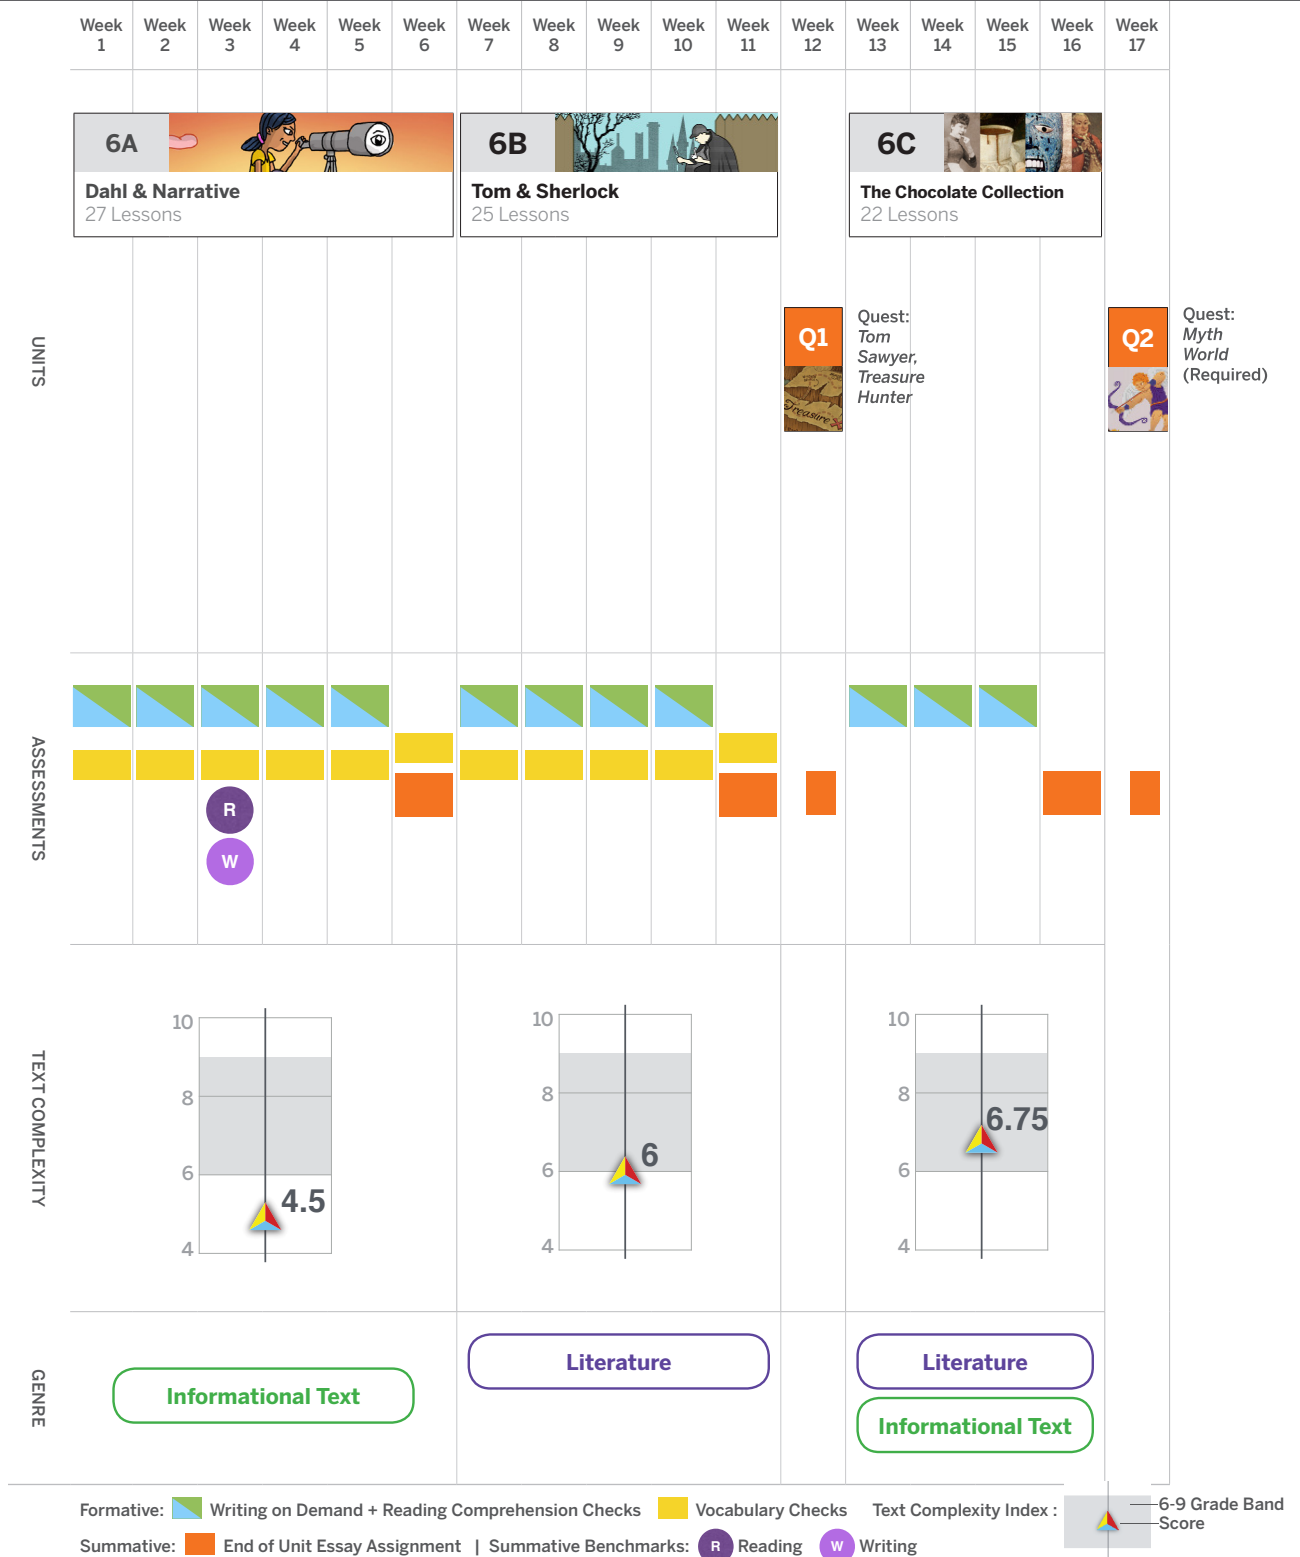 Week 1
Week 2
Week 3
Week 4
Week 5
Week 6
Week 7
Week 8
Week 9
Week 10
Week 11
Week 12
Week 13
Week 14
Week 15
Week 16
Week 17
UNITS
6A
Dahl & Narrative
27 Lessons
6B
Tom & Sherlock
25 Lessons
6C
The Chocolate Collection
22 Lessons
Q1
Treasure
Quest:
Tom
Sawyer,
Treasure
Hunter
Q2
Quest:
Myth
World
(Required)
ASSESSMENTS
R
W
TEXT COMPLEXITY
10
8
6
4
4.5
10
8
6
4
6
10
8
6
4
6.75
GENRE
Informational Text
Literature
Literature
Informational Text
Formative: Writing on Demand + Reading Comprehension Checks Vocabulary Checks Text Complexity Index : 6-9 Grade Band
Score
Summative: End of Unit Essay Assignment | Summative Benchmarks: R Reading W Writing